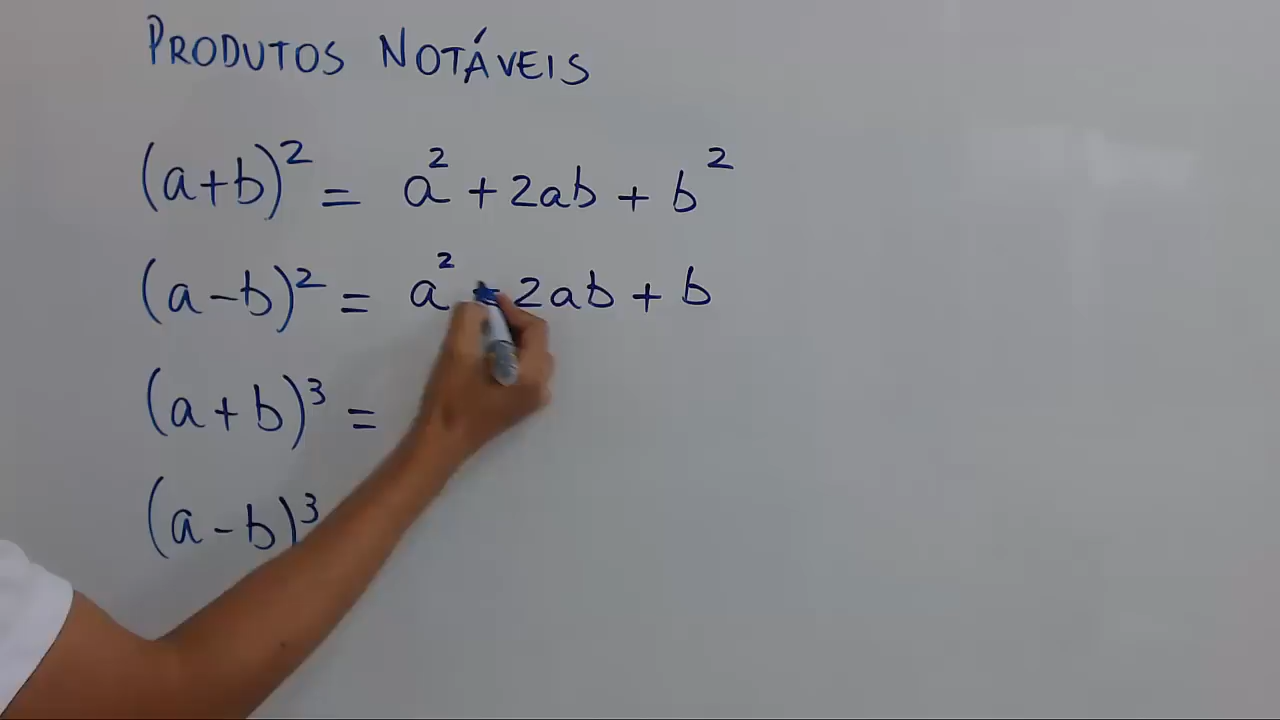 PRODUTOS NOTÁVEIS
(a+b)² = a² + 2ab + b²
(a-b)² = a² - 2ab + b
(a+b)³ =
(a-b)³